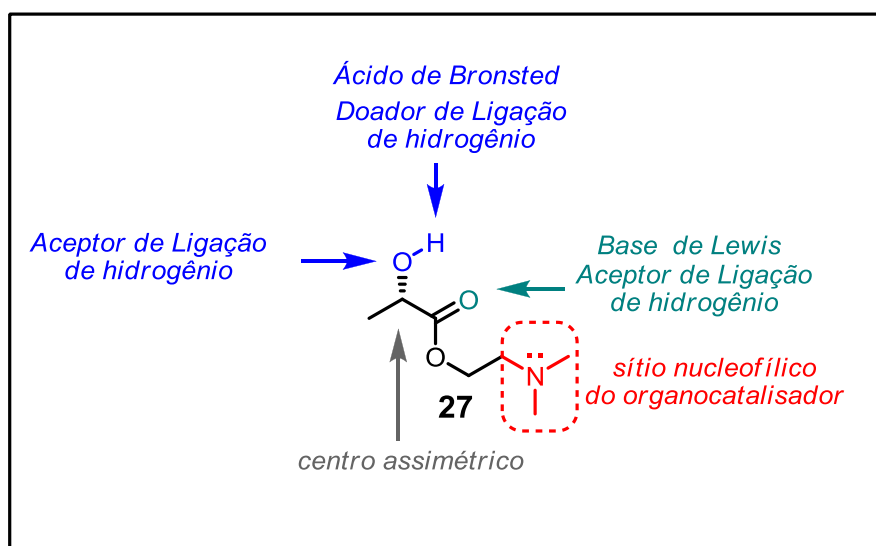 Ácido de Bronsted
Doador de Ligação
de hidrogênio
Aceptor de Ligação
de hidrogênio
H
O
O
Base de Lewis
Aceptor de Ligação
de hidrogênio
O
N
sítio nucleofílico
do organocatalisador
27
centro assimétrico